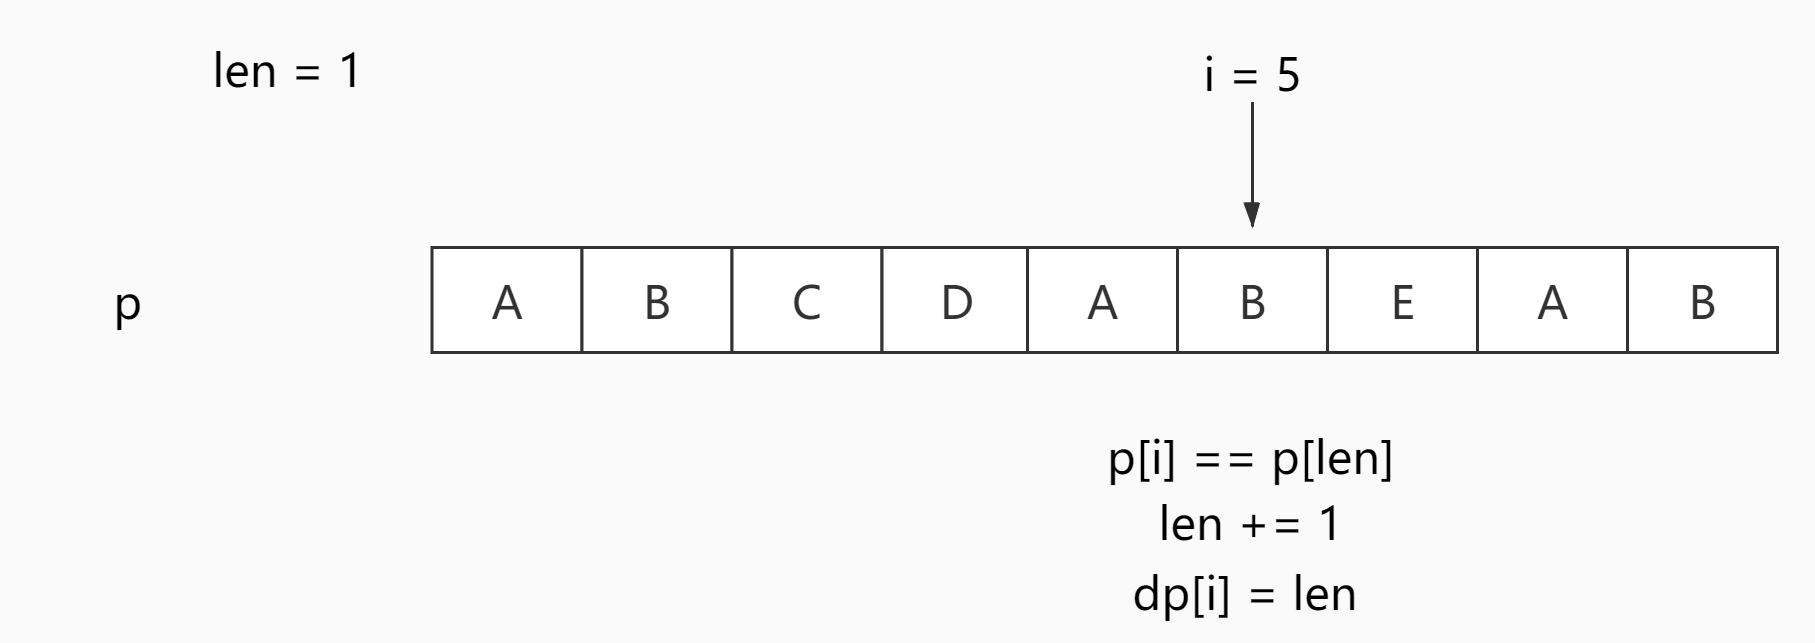 len = 1
i = 5
p
A B C D A B E A B
p[i] == p[len]
len += 1
dp[i] = len